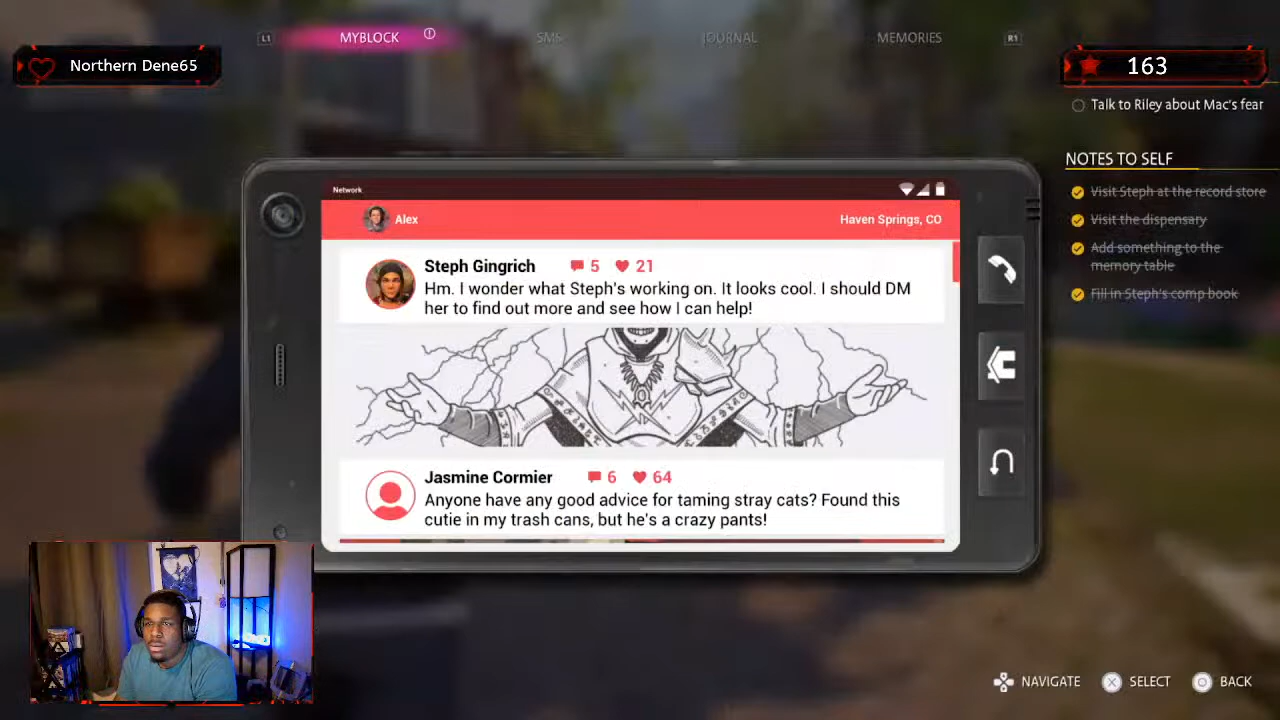 L1
MYBLOCK
SMS
JOURNAL
MEMORIES
R1
Northern Dene65
163
Talk to Riley about Mac's fear
NOTES TO SELF
Visit Steph at the record store
Visit the dispensary
Add something to the
memory table
Fill in Steph's comp book
Network
Alex
Haven Springs, CO
Steph Gingrich 5 21
Hm. I wonder what Steph's working on. It looks cool. I should DM
her to find out more and see how I can help!
Jasmine Cormier 6 64
Anyone have any good advice for taming stray cats? Found this
cutie in my trash cans, but he's a crazy pants!
NAVIGATE
SELECT
BACK